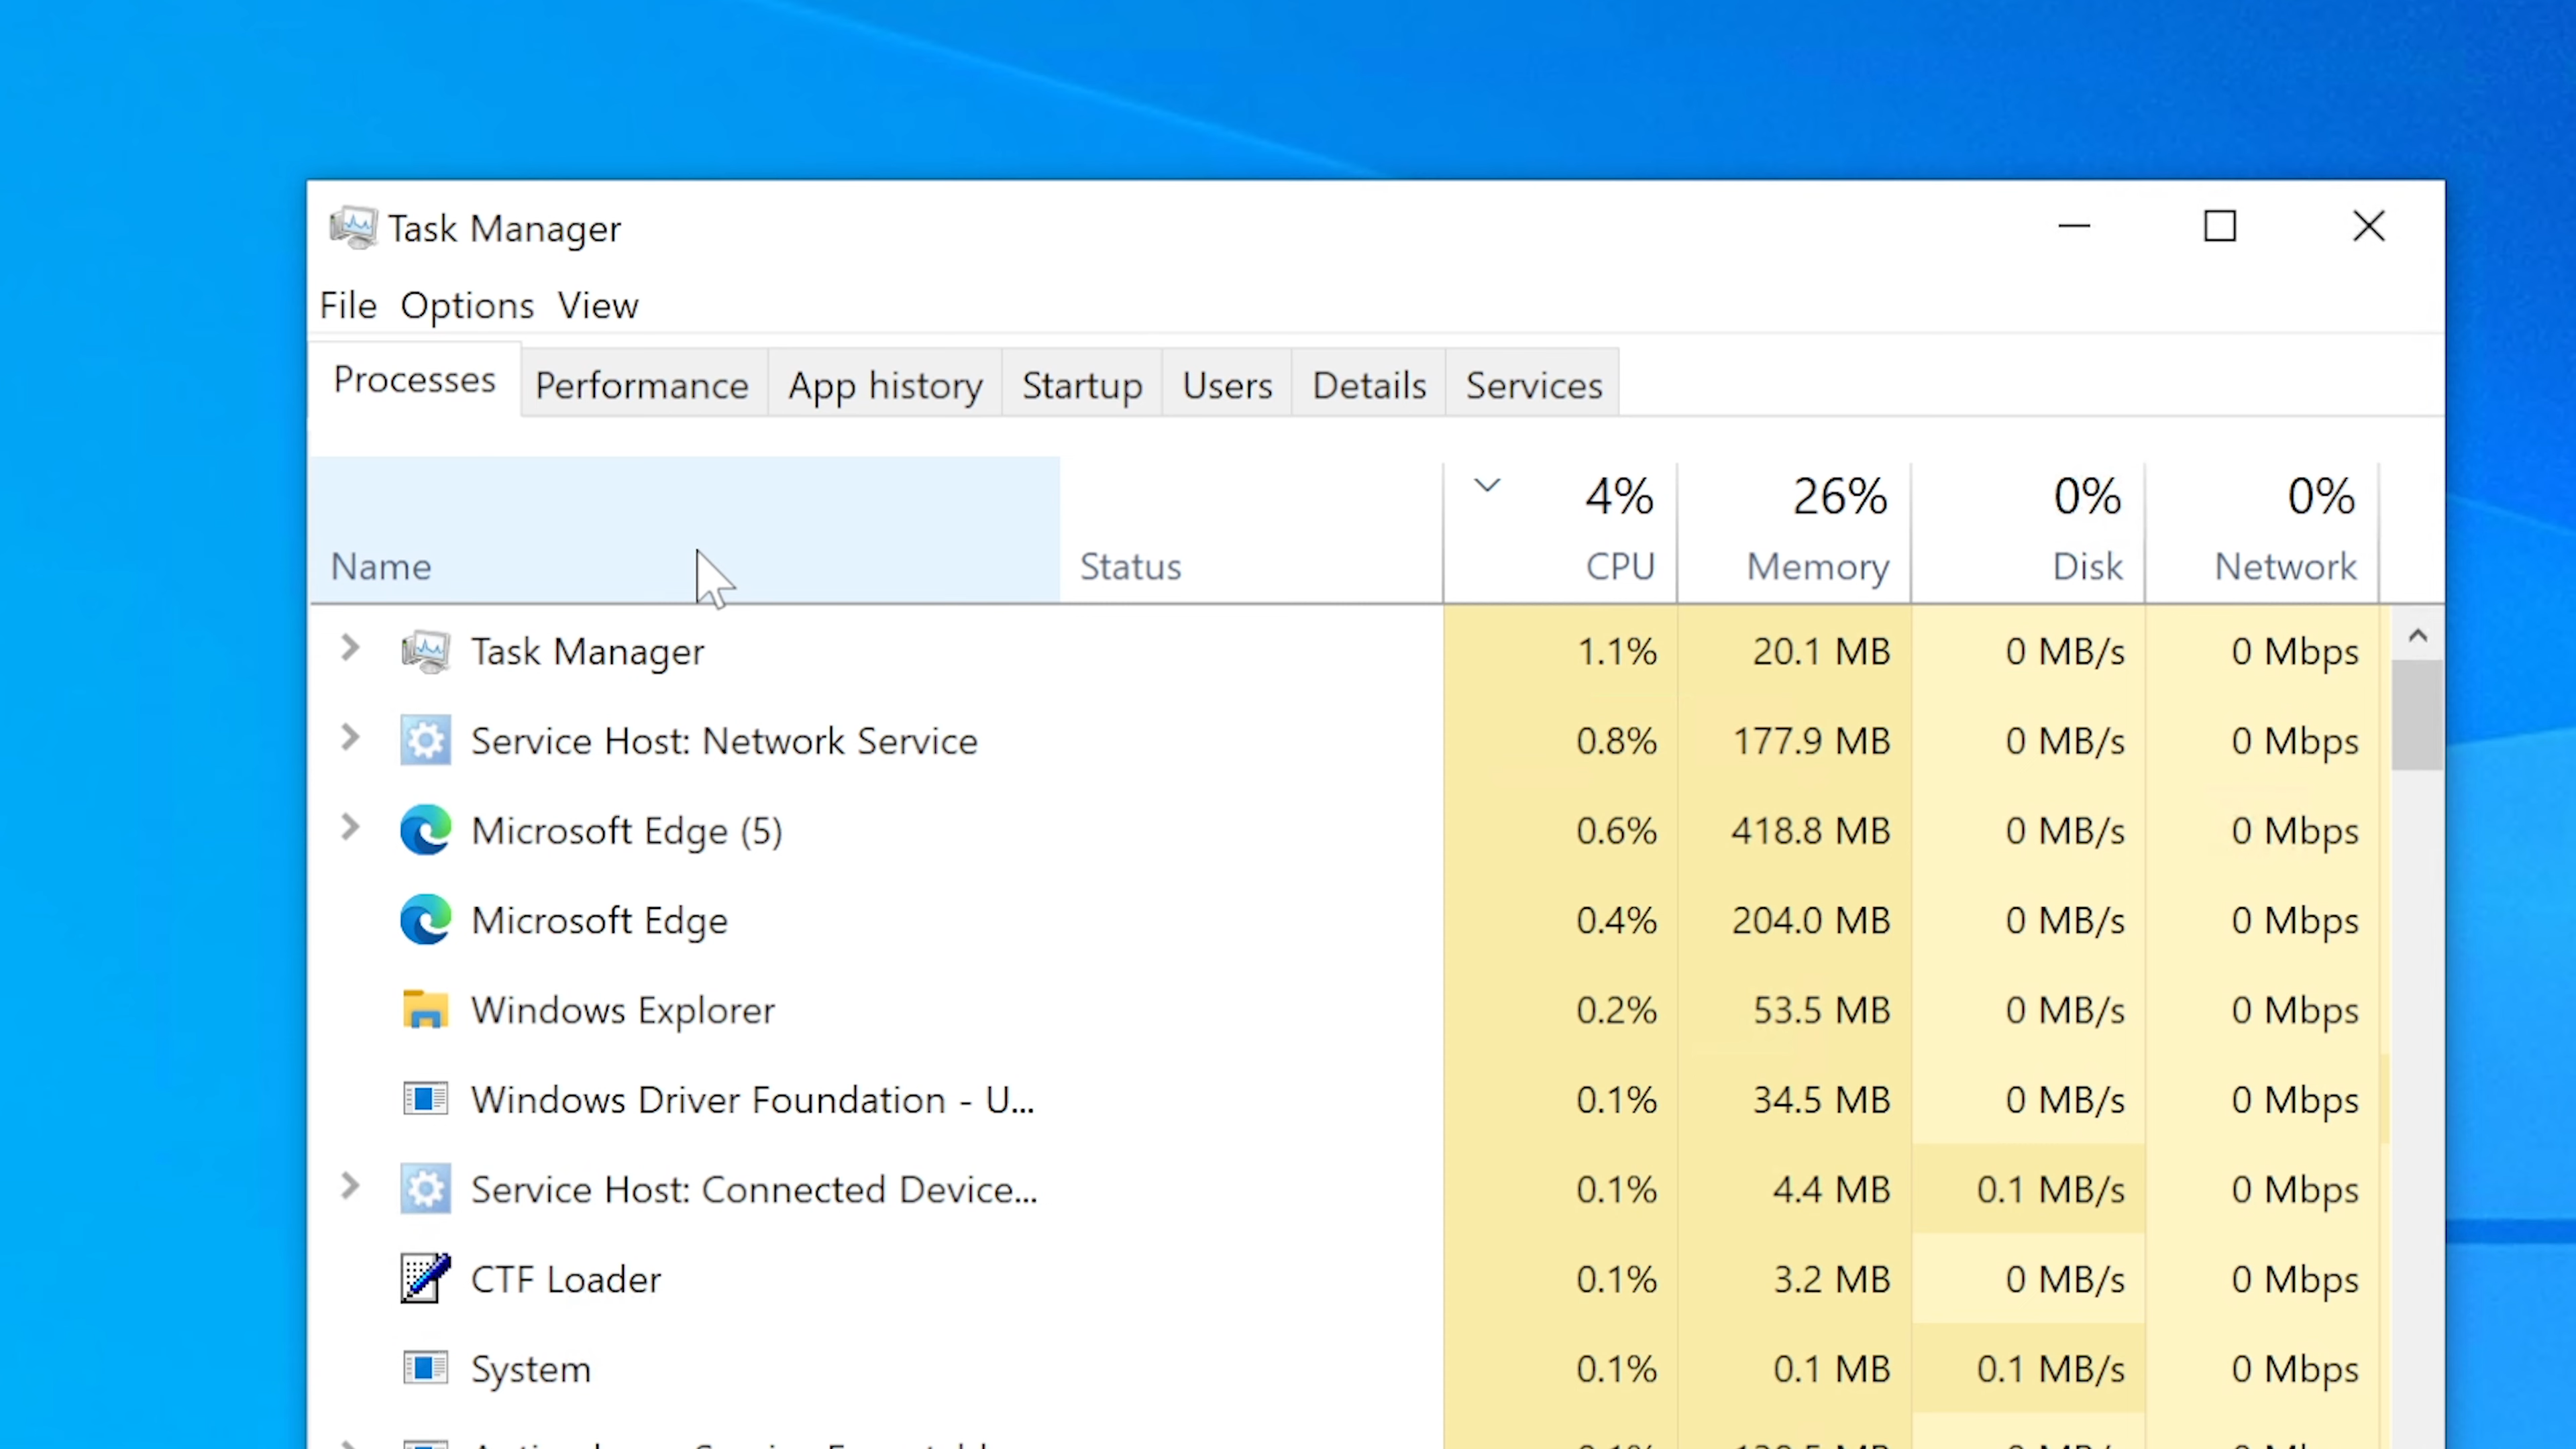 Task Manager
File Options View
Processes Performance App history Startup Users Details Services
4% 26% 0% 0%
Name Status CPU Memory Disk Network
Task Manager 1.1% 20.1 MB 0 MB/s 0 Mbps
Service Host: Network Service 0.8% 177.9 MB 0 MB/s 0 Mbps
Microsoft Edge (5) 0.6% 418.8 MB 0 MB/s 0 Mbps
Microsoft Edge 0.4% 204.0 MB 0 MB/s 0 Mbps
Windows Explorer 0.2% 53.5 MB 0 MB/s 0 Mbps
Windows Driver Foundation - U... 0.1% 34.5 MB 0 MB/s 0 Mbps
Service Host: Connected Device... 0.1% 4.4 MB 0.1 MB/s 0 Mbps
CTF Loader 0.1% 3.2 MB 0 MB/s 0 Mbps
System 0.1% 0.1 MB 0.1 MB/s 0 Mbps